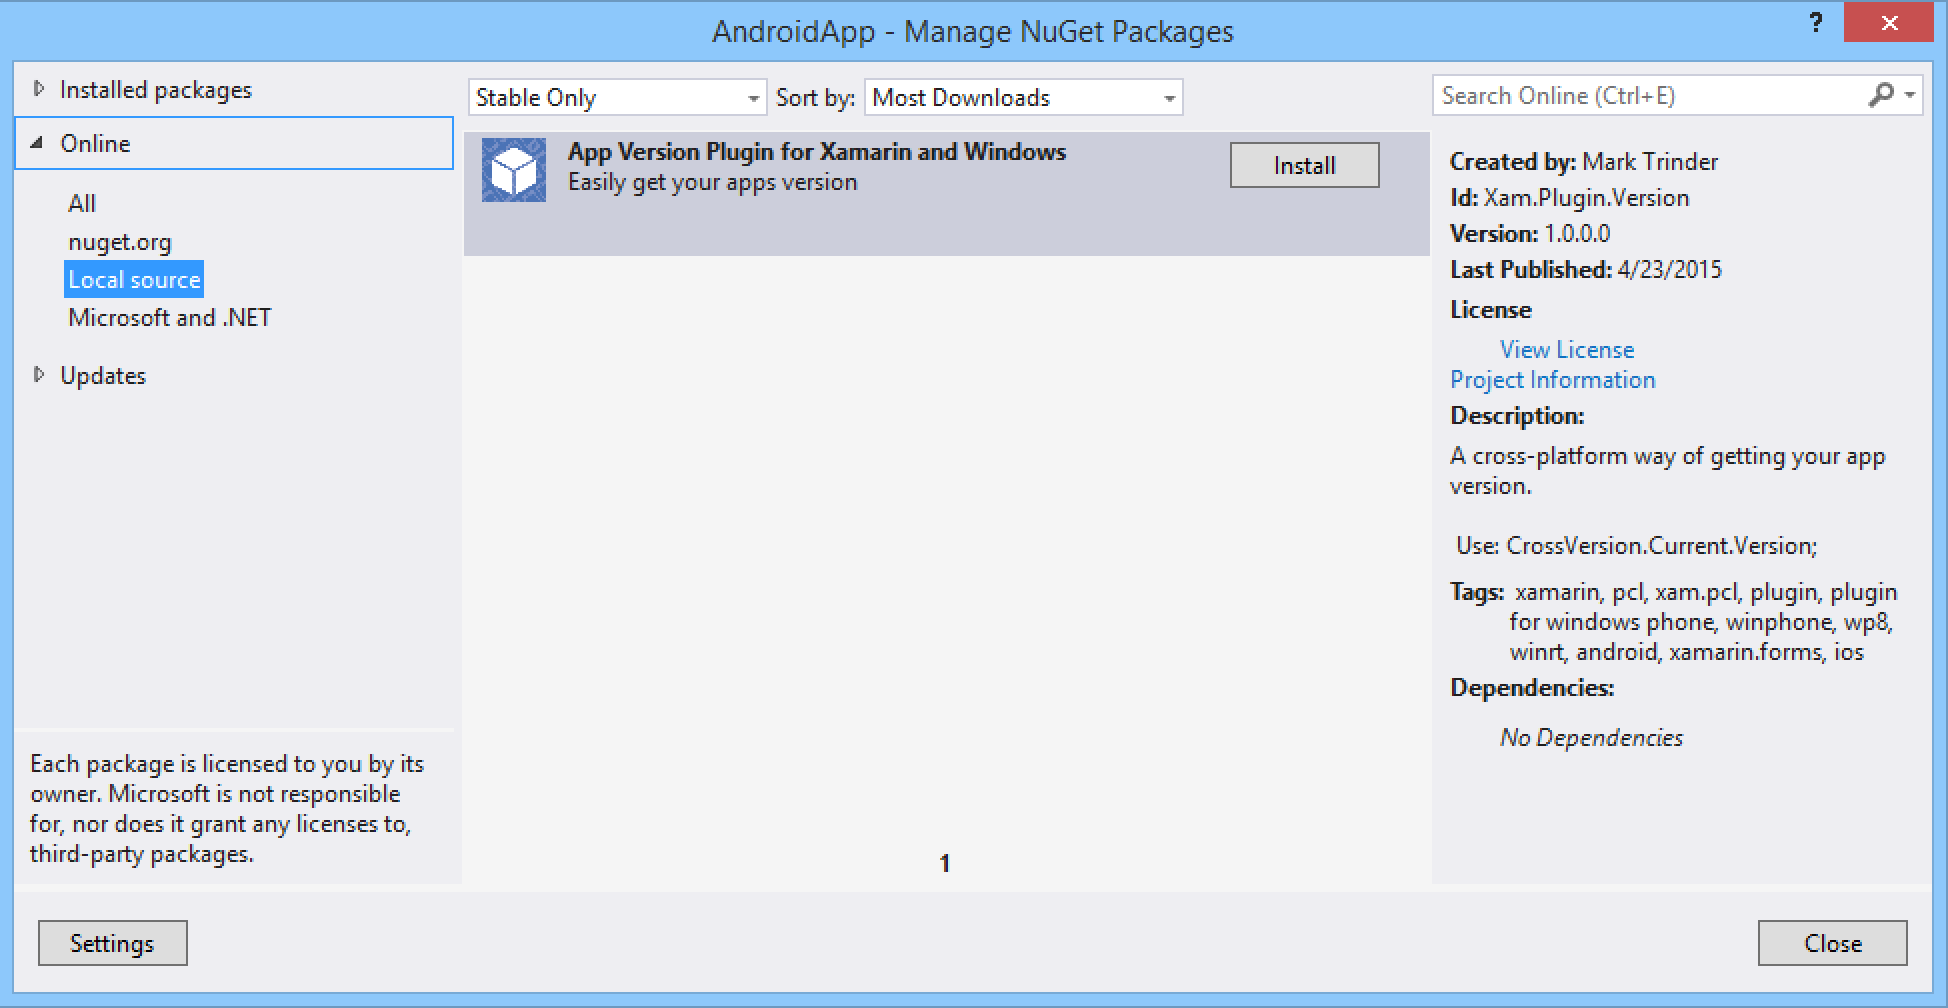 AndroidApp - Manage NuGet Packages
?
Installed packages
Online
All
nuget.org
Local source
Microsoft and .NET
Updates
Each package is licensed to you by its
owner. Microsoft is not responsible
for, nor does it grant any licenses to,
third-party packages.
Stable Only
Sort by:
Most Downloads
App Version Plugin for Xamarin and Windows
Easily get your apps version
Install
1
Search Online (Ctrl+E)
Created by: Mark Trinder
Id: Xam.Plugin.Version
Version: 1.0.0.0
Last Published: 4/23/2015
License
View License
Project Information
Description:
A cross-platform way of getting your app
version.
Use: CrossVersion.Current.Version;
Tags: xamarin, pcl, xam.pcl, plugin, plugin
for windows phone, winphone, wp8,
winrt, android, xamarin.forms, ios
Dependencies:
No Dependencies
Settings
Close